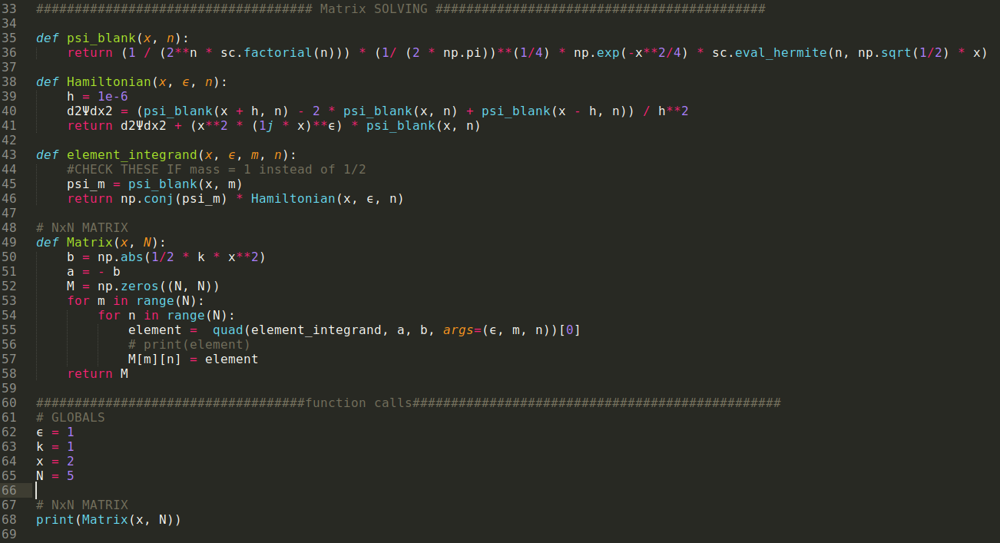 33 #################################### Matrix SOLVING ###########################################
34
35 def psi_blank(x, n):
36     return (1 / (2**n * sc.factorial(n))) * (1/ (2 * np.pi))**(1/4) * np.exp(-x**2/4) * sc.eval_hermite(n, np.sqrt(1/2) * x)
37
38 def Hamiltonian(x, ϵ, n):
39     h = 1e-6
40     d2Ψdx2 = (psi_blank(x + h, n) - 2 * psi_blank(x, n) + psi_blank(x - h, n)) / h**2
41     return d2Ψdx2 + (x**2 * (1j * x)**ϵ) * psi_blank(x, n)
42
43 def element_integrand(x, ϵ, m, n):
44     #CHECK THESE IF mass = 1 instead of 1/2
45     psi_m = psi_blank(x, m)
46     return np.conj(psi_m) * Hamiltonian(x, ϵ, n)
47
48 # NxN MATRIX
49 def Matrix(x, N):
50     b = np.abs(1/2 * k * x**2)
51     a = - b
52     M = np.zeros((N, N))
53     for m in range(N):
54         for n in range(N):
55             element =  quad(element_integrand, a, b, args=(ϵ, m, n))[0]
56             # print(element)
57             M[m][n] = element
58     return M
59
60 ###################################function calls################################################
61 # GLOBALS
62 ϵ = 1
63 k = 1
64 x = 2
65 N = 5
66
67 # NxN MATRIX
68 print(Matrix(x, N))
69